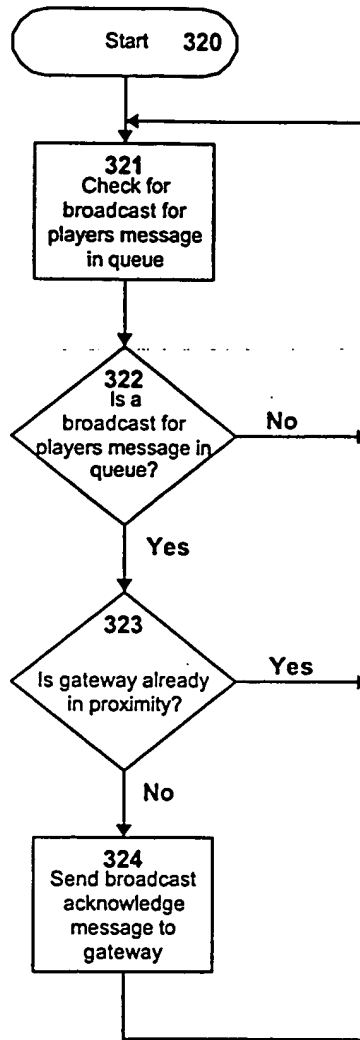 Start 320
321
Check for
broadcast for
players message
in queue
322
Is a
broadcast for
players message in
queue?
No
Yes
323
Is gateway already
in proximity?
Yes
No
324
Send broadcast
acknowledge
message to
gateway